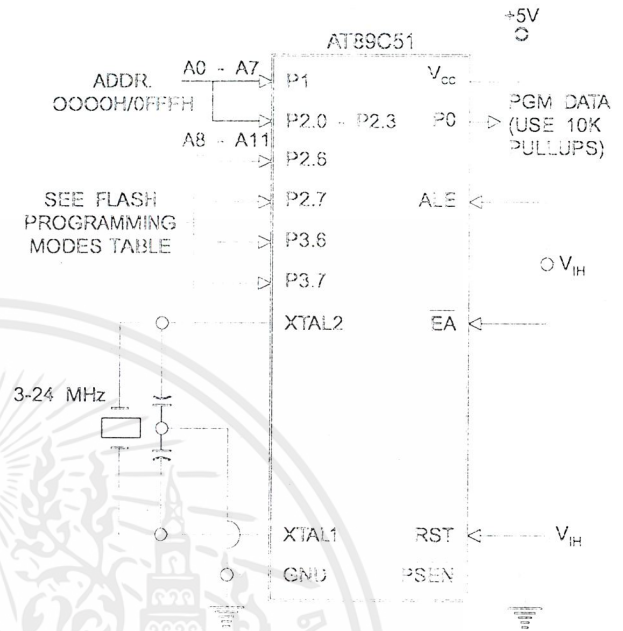 +5V
AT89C51
ADDR.
OOOOH/OFFFH
A0 - A7
P1
VCC
P2.0 - P2.3
P0
PGM DATA
(USE 10K
PULLUPS)
A8 - A11
P2.6
SEE FLASH
PROGRAMMING
MODES TABLE
P2.7
ALE
P3.6
P3.7
VIH
XTAL2
EA
3-24 MHz
XTAL1
RST
VIH
GND
PSEN